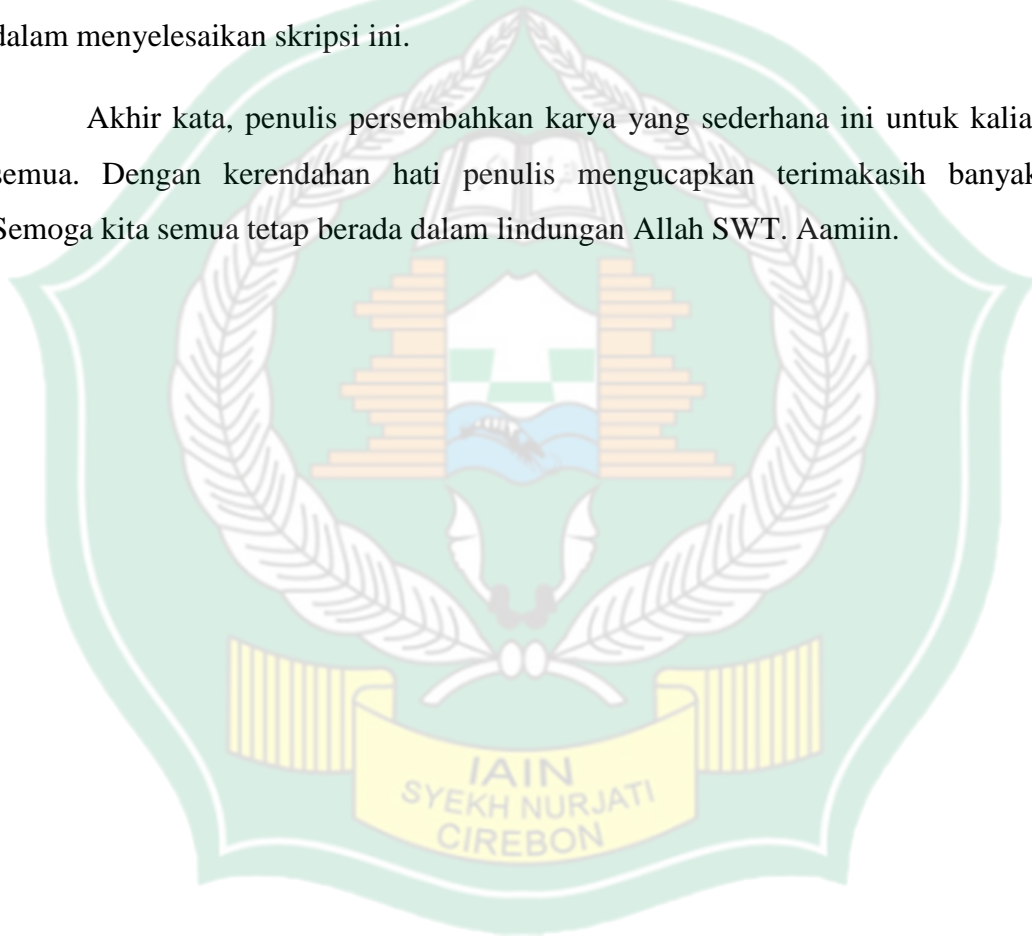 dalam menyelesaikan skripsi ini.
Akhir kata, penulis persembahkan karya yang sederhana ini untuk kalia
semua. Dengan kerendahan hati penulis mengucapkan terimakasih banyak
Semoga kita semua tetap berada dalam lindungan Allah SWT. Aamiin.
IAIN
SYEKH NURJATI
CIREBON